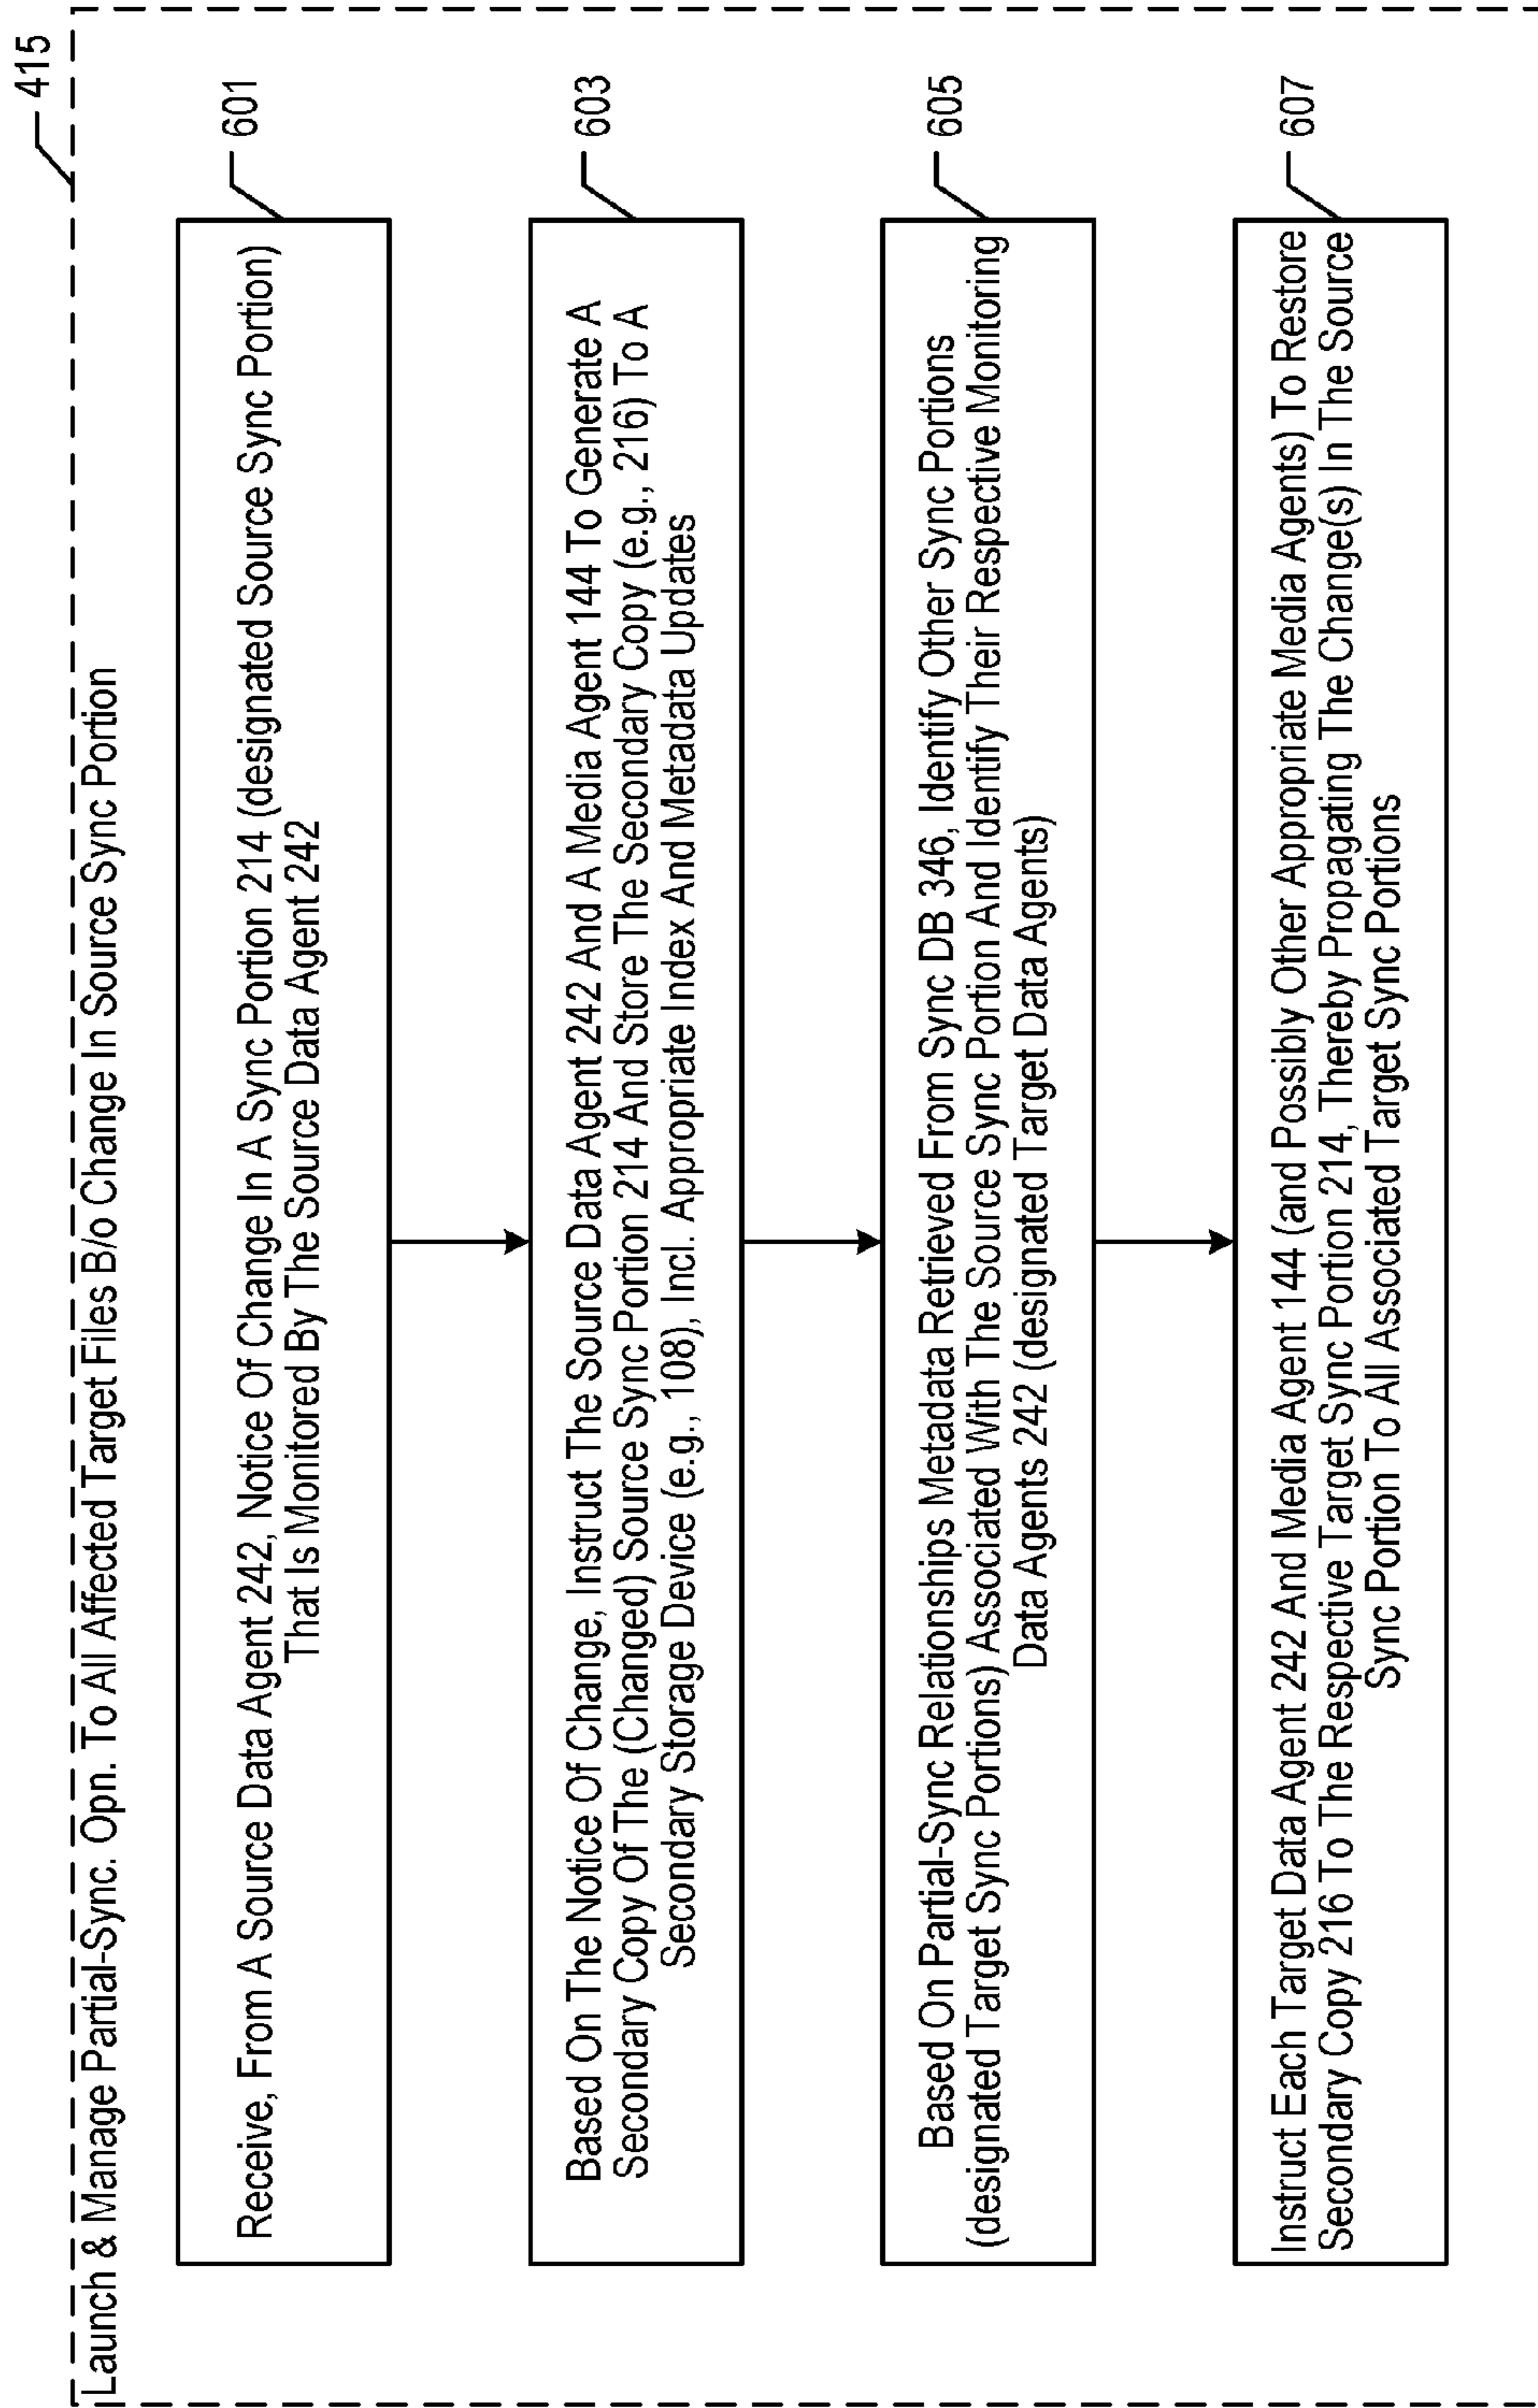 415
Launch & Manage Partial-Sync. Opn. To All Affected Target Files B/o Change In Source Sync Portion
601
Receive, From A Source Data Agent 242, Notice Of Change In A Sync Portion 214 (designated Source Sync Portion)
That Is Monitored By The Source Data Agent 242
603
Based On The Notice Of Change, Instruct The Source Data Agent 242 And A Media Agent 144 To Generate A
Secondary Copy Of The (Changed) Source Sync Portion 214 And Store The Secondary Copy (e.g., 216) To A
Secondary Storage Device (e.g., 108), Incl. Appropriate Index And Metadata Updates
605
Based On Partial-Sync Relationships Metadata Retrieved From Sync DB 346, Identify Other Sync Portions
(designated Target Sync Portions) Associated With The Source Sync Portion And Identify Their Respective Monitoring
Data Agents 242 (designated Target Data Agents)
607
Instruct Each Target Data Agent 242 And Media Agent 144 (and Possibly Other Appropriate Media Agents) To Restore
Secondary Copy 216 To The Respective Target Sync Portion 214, Thereby Propagating The Change(s) In The Source
Sync Portion To All Associated Target Sync Portions